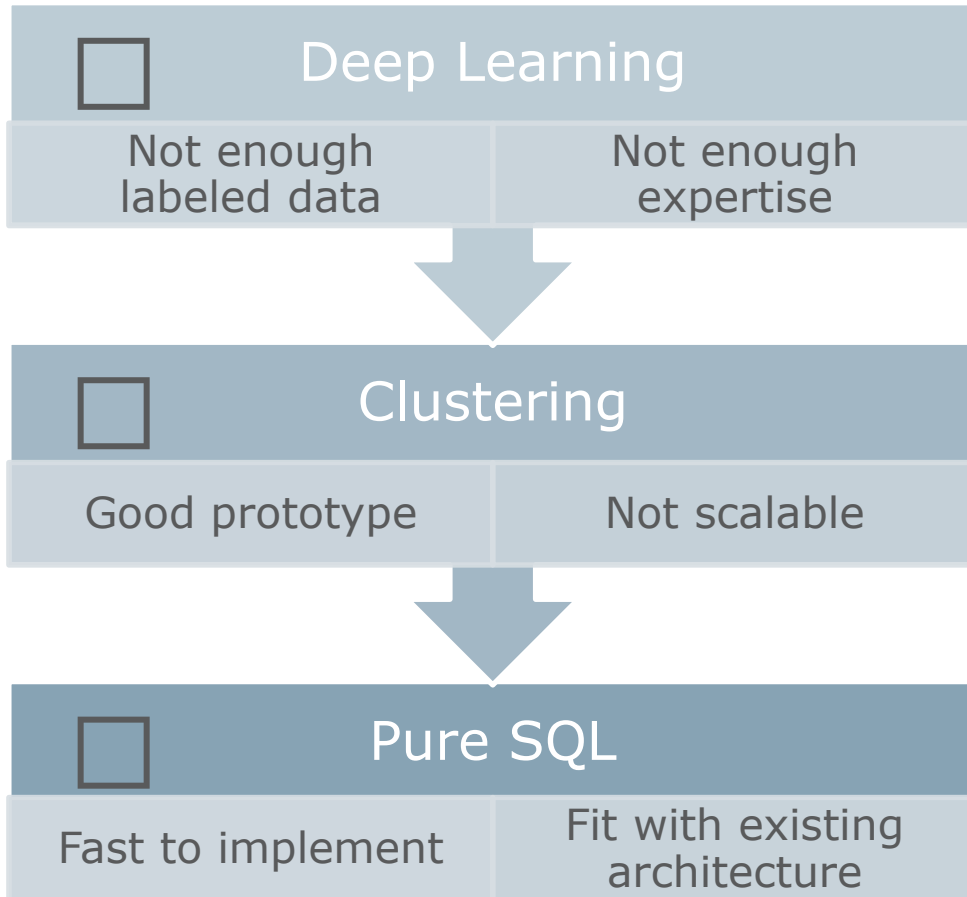 Deep Learning
Not enough
labeled data
Not enough
expertise
Clustering
Good prototype
Not scalable
Pure SQL
Fast to implement
Fit with existing
architecture